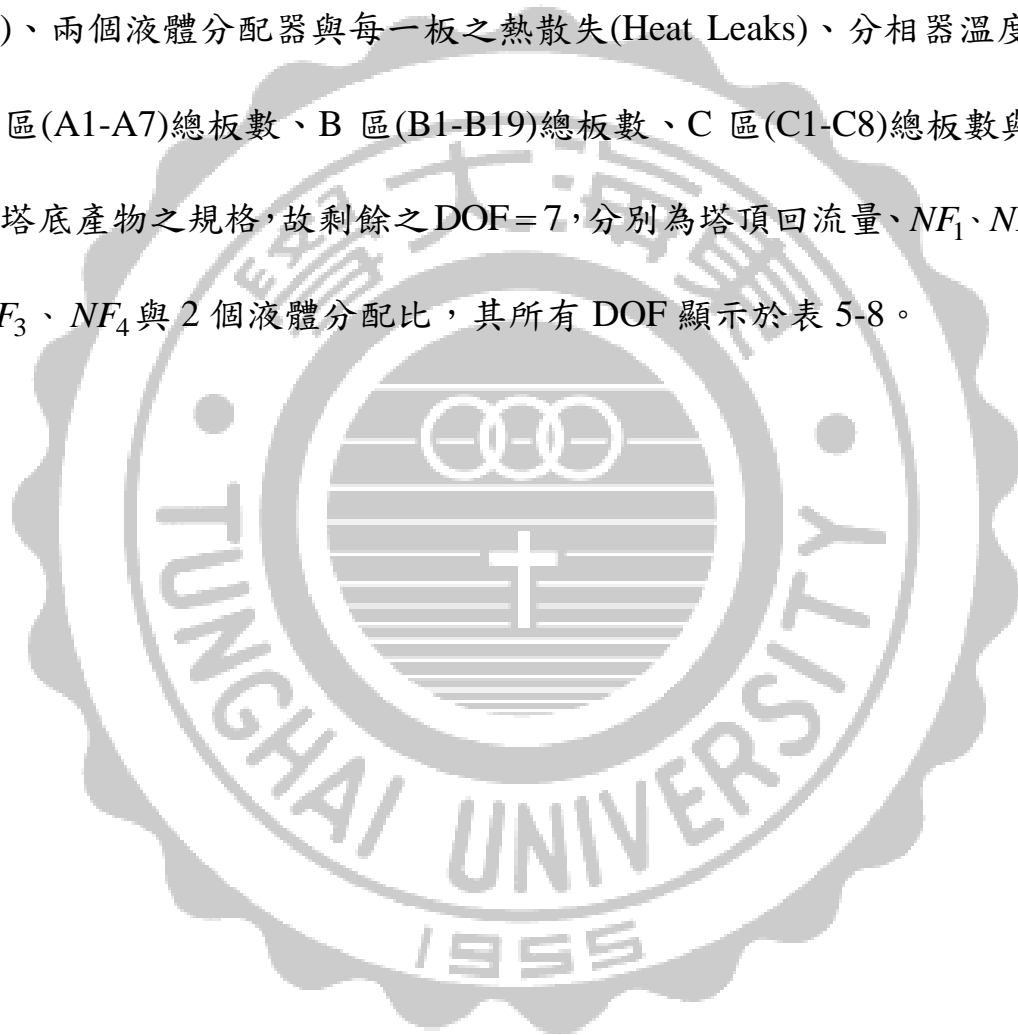 )、兩個液體分配器與每一板之熱散失(Heat Leaks)、分相器溫度
區(A1-A7)總板數、B 區(B1-B19)總板數、C 區(C1-C8)總板數與
塔底產物之規格,故剩餘之DOF=7,分別為塔頂回流量、NF₁、N
F₃、NF₄與 2 個液體分配比,其所有 DOF 顯示於表 5-8。
學大海東
TUNGHAI UNIVERSITY
1955